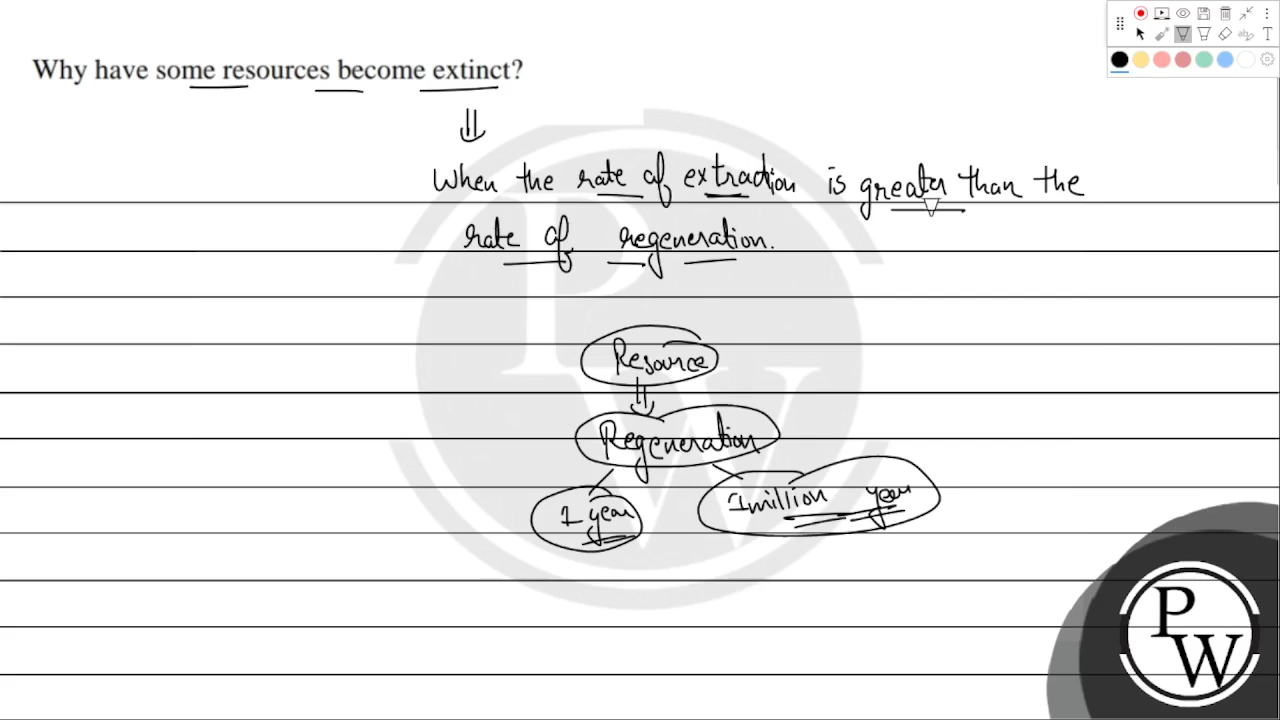 Why have some resources become extinct?
When the rate of extraction is greater than the
rate of regeneration.
Resource
Regeneration
1 year
1 million year
PW
PW